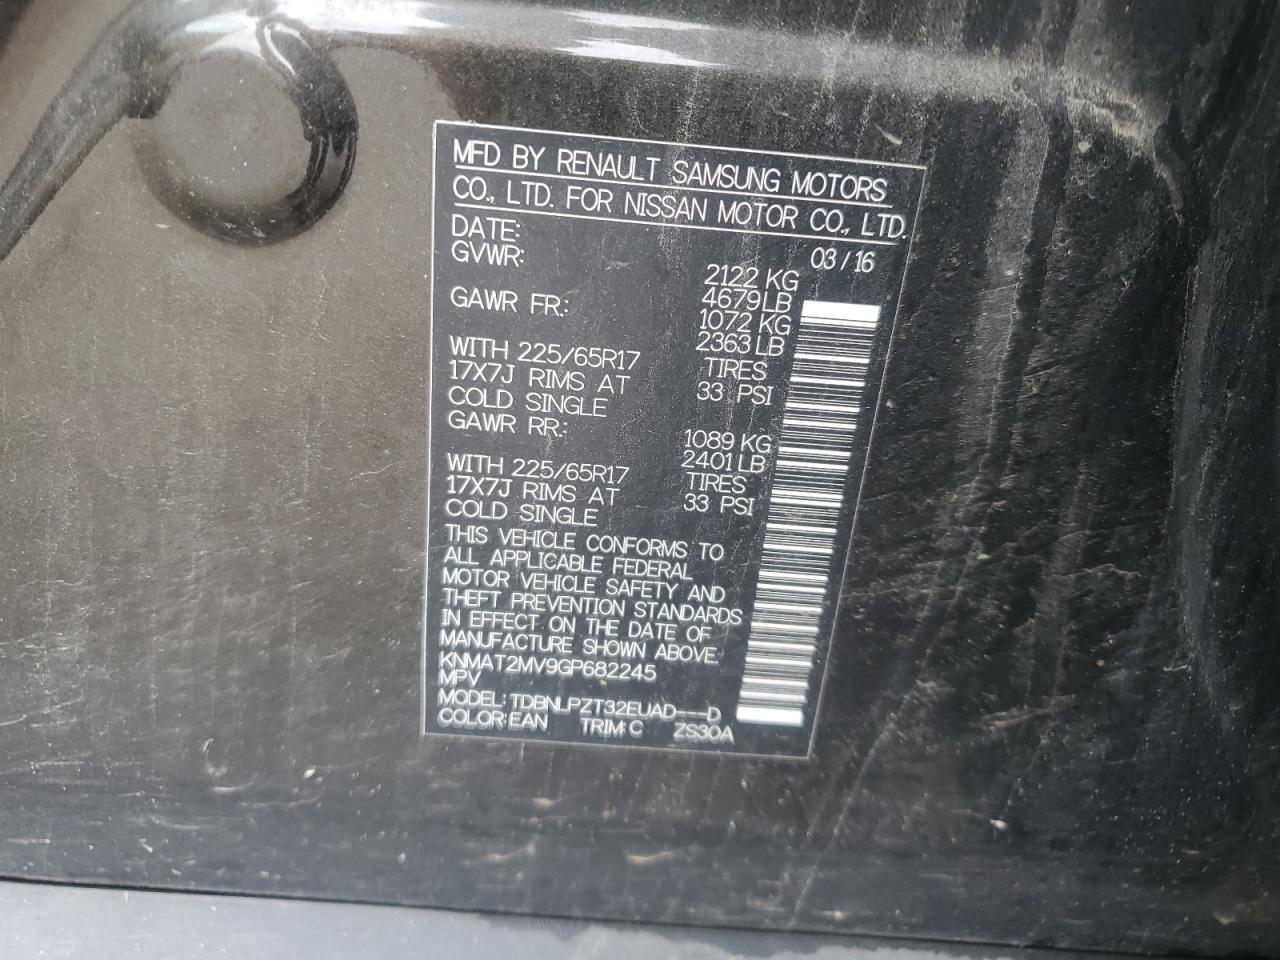 MFD BY RENAULT SAMSUNG MOTORS
CO., LTD. FOR NISSAN MOTOR CO., LTD.
DATE: 03/16
GVWR: 2122 KG
4679 LB
GAWR FR.: 1072 KG
2363 LB
WITH 225/65R17 TIRES
17X7J RIMS AT 33 PSI
COLD SINGLE
GAWR RR.: 1089 KG
2401 LB
WITH 225/65R17 TIRES
17X7J RIMS AT 33 PSI
COLD SINGLE
THIS VEHICLE CONFORMS TO
ALL APPLICABLE FEDERAL
MOTOR VEHICLE SAFETY AND
THEFT PREVENTION STANDARDS
IN EFFECT ON THE DATE OF
MANUFACTURE SHOWN ABOVE.
KNMAT2MV9GP682245
MPV
MODEL: TDBNLPZT32EUAD---D
COLOR: EAN TRIM: C ZS30A